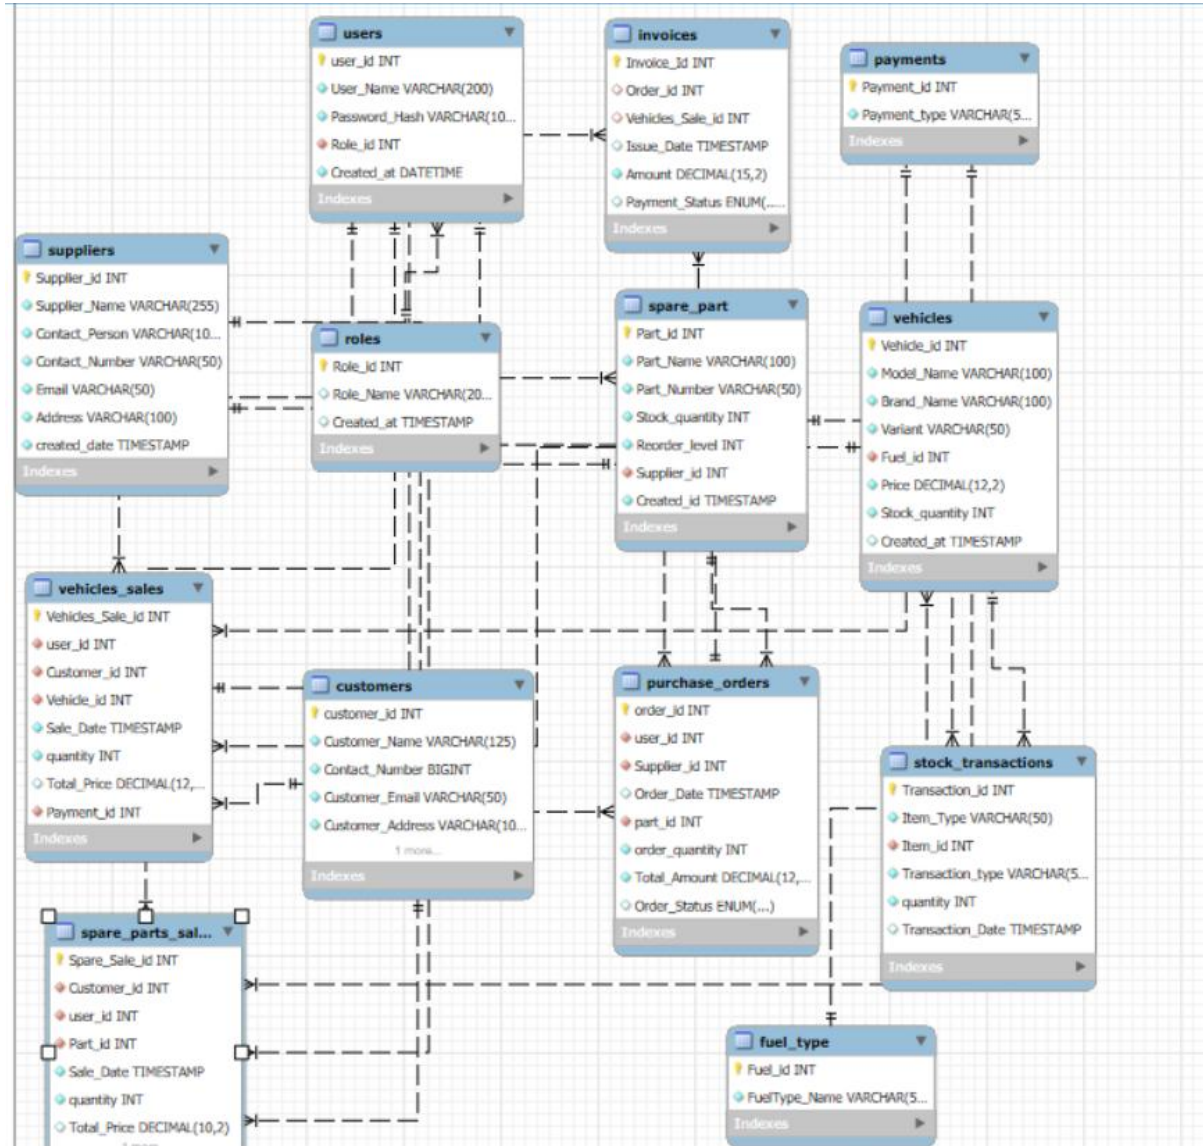 users
user_id INT
User_Name VARCHAR(200)
Password_Hash VARCHAR(10...
Role_id INT
Created_at DATETIME
Indexes
invoices
Invoice_Id INT
Order_id INT
Vehicles_Sale_id INT
Issue_Date TIMESTAMP
Amount DECIMAL(15,2)
Payment_Status ENUM(......
Indexes
payments
Payment_id INT
Payment_type VARCHAR(5...
Indexes
suppliers
Supplier_id INT
Supplier_Name VARCHAR(255)
Contact_Person VARCHAR(10...
Contact_Number VARCHAR(50)
Email VARCHAR(50)
Address VARCHAR(100)
created_date TIMESTAMP
Indexes
roles
Role_id INT
Role_Name VARCHAR(20...
Created_at TIMESTAMP
Indexes
spare_part
Part_id INT
Part_Name VARCHAR(100)
Part_Number VARCHAR(50)
Stock_quantity INT
Reorder_level INT
Supplier_id INT
Created_id TIMESTAMP
Indexes
vehicles
Vehicle_id INT
Model_Name VARCHAR(100)
Brand_Name VARCHAR(100)
Variant VARCHAR(50)
Fuel_id INT
Price DECIMAL(12,2)
Stock_quantity INT
Created_at TIMESTAMP
Indexes
vehicles_sales
Vehicles_Sale_id INT
user_id INT
Customer_id INT
Vehicle_id INT
Sale_Date TIMESTAMP
quantity INT
Total_Price DECIMAL(12,...
Payment_id INT
Indexes
customers
customer_id INT
Customer_Name VARCHAR(125)
Contact_Number BIGINT
Customer_Email VARCHAR(50)
Customer_Address VARCHAR(10...
1 more...
Indexes
purchase_orders
order_id INT
user_id INT
Supplier_id INT
Order_Date TIMESTAMP
part_id INT
order_quantity INT
Total_Amount DECIMAL(12,...
Order_Status ENUM(...)
Indexes
stock_transactions
Transaction_id INT
Item_Type VARCHAR(50)
Item_id INT
Transaction_type VARCHAR(5...
quantity INT
Transaction_Date TIMESTAMP
Indexes
spare_parts_sal...
Spare_Sale_id INT
Customer_id INT
user_id INT
Part_id INT
Sale_Date TIMESTAMP
quantity INT
Total_Price DECIMAL(10,2)
fuel_type
Fuel_id INT
FuelType_Name VARCHAR(5...
Indexes